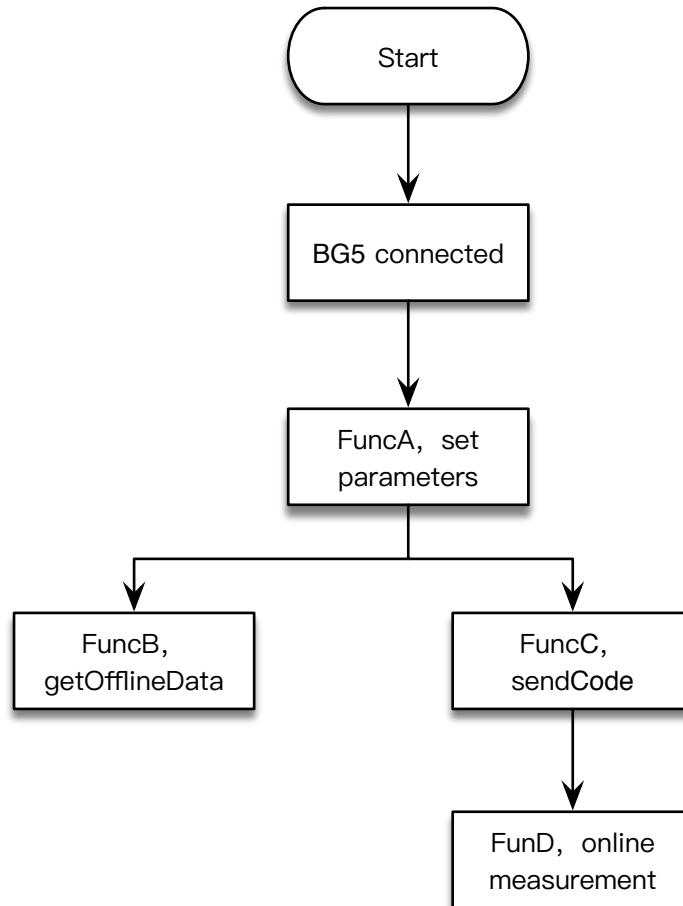 Start
BG5 connected
FuncA，set
parameters
FuncB，
getOfflineData
FuncC，
sendCode
FunD，online
measurement